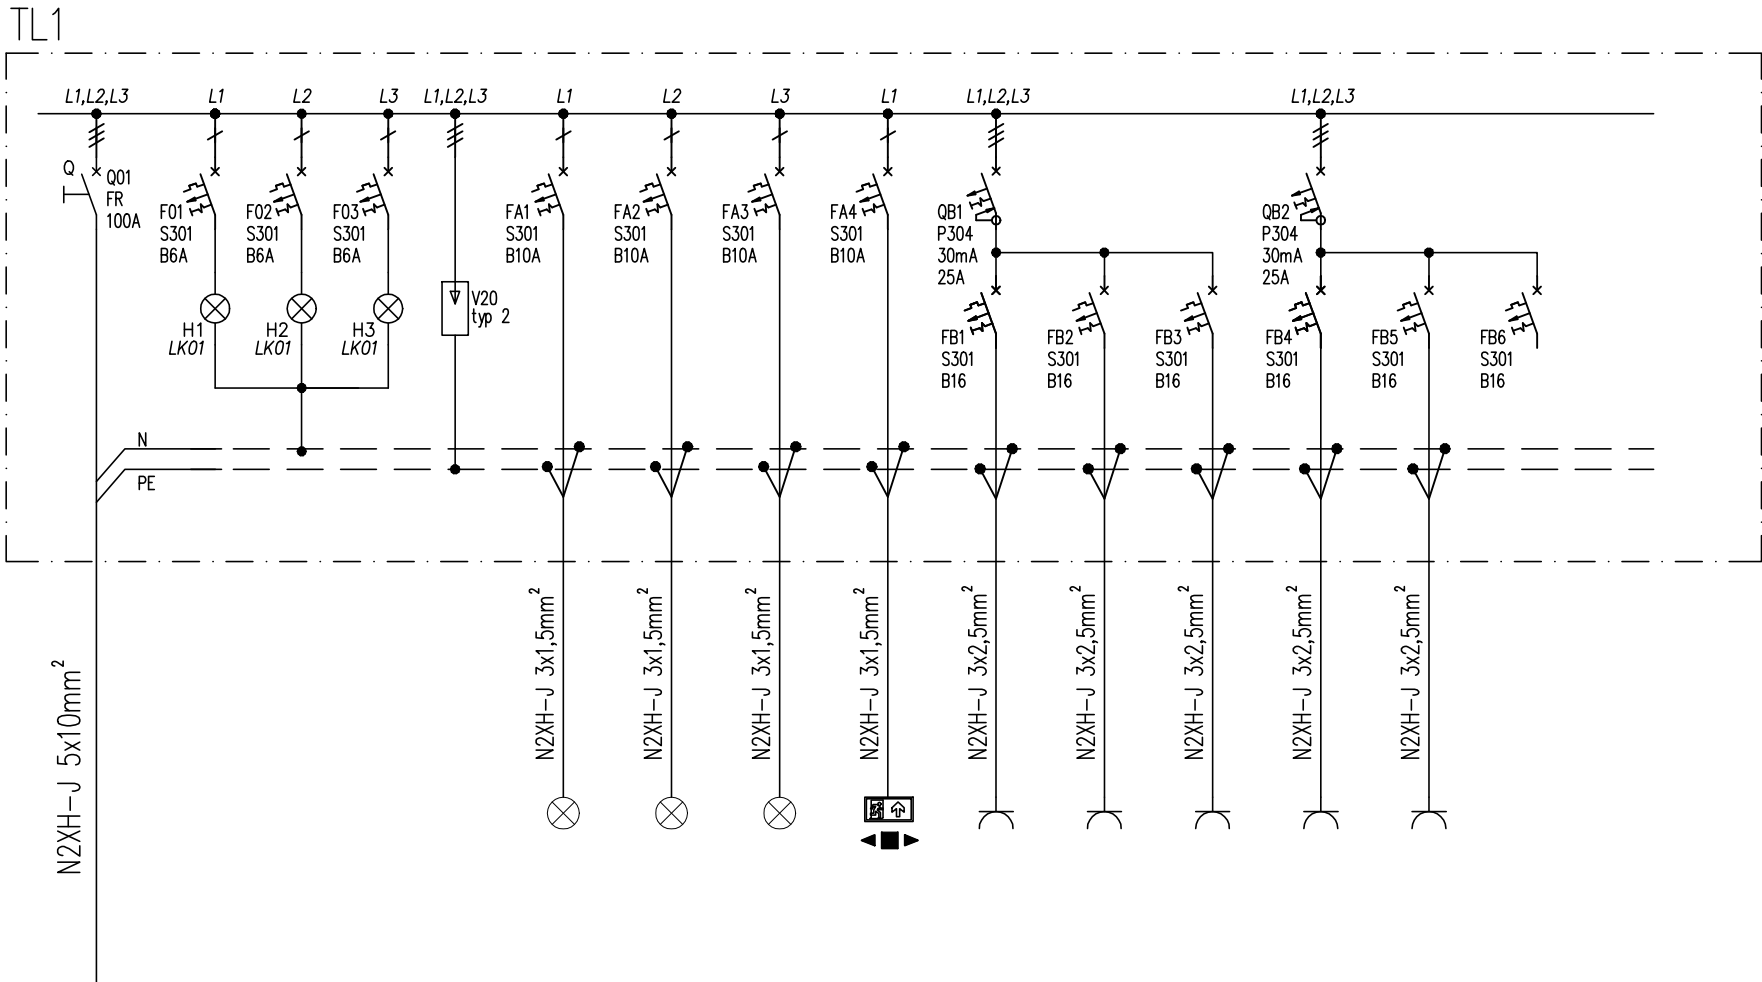 TL1
L1,L2,L3
L1
L2
L3
L1,L2,L3
L1
L2
L3
L1
L1,L2,L3
L1,L2,L3
Q
Q01
FR
100A
F01
S301
B6A
F02
S301
B6A
F03
S301
B6A
FA1
S301
B10A
FA2
S301
B10A
FA3
S301
B10A
FA4
S301
B10A
QB1
P304
30mA
25A
QB2
P304
30mA
25A
H1
LK01
H2
LK01
H3
LK01
V20
typ 2
FB1
S301
B16
FB2
S301
B16
FB3
S301
B16
FB4
S301
B16
FB5
S301
B16
FB6
S301
B16
N
PE
N2XH-J 5x10mm²
N2XH-J 3x1,5mm²
N2XH-J 3x1,5mm²
N2XH-J 3x1,5mm²
N2XH-J 3x1,5mm²
N2XH-J 3x2,5mm²
N2XH-J 3x2,5mm²
N2XH-J 3x2,5mm²
N2XH-J 3x2,5mm²
N2XH-J 3x2,5mm²